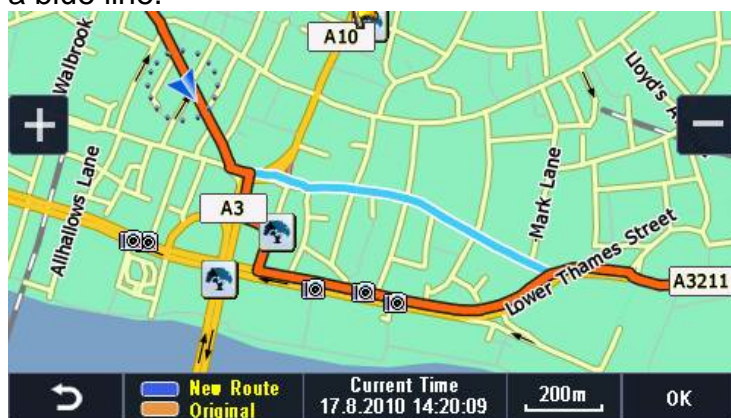 a blue line.
A10
Walbrook
Lloyd's
+
−
Allhallows Lane
Mark Lane
A3
Lower Thames Street
A3211
New Route
Original
Current Time
17.8.2010 14:20:09
200m
OK